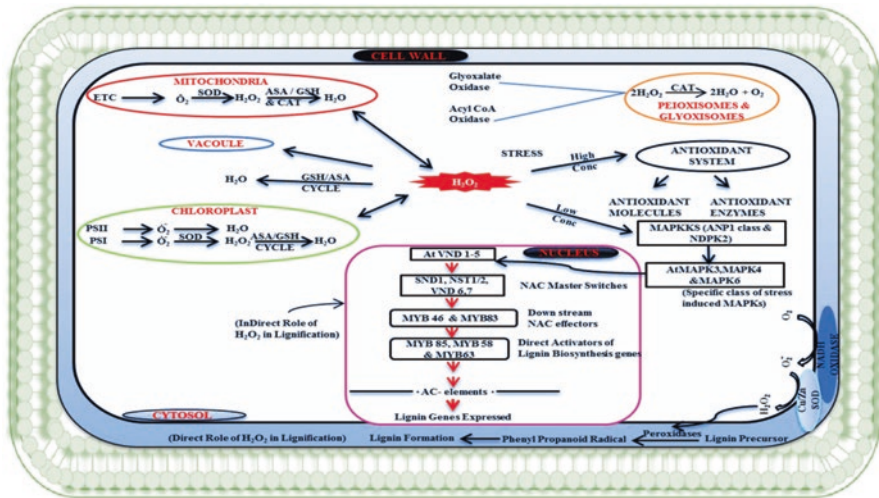 CELL WALL
MITOCHONDRIA
ETC → Ȯ₂ SOD → H₂O₂ ASA / GSH & CAT → H₂O
Glyoxalate
Oxidase
Acyl CoA
Oxidase
2H₂O₂ CAT → 2H₂O + O₂
PEIOXISOMES &
GLYOXISOMES
VACOULE
H₂O
GSH/ASA
CYCLE
H₂O₂
STRESS
High
Conc
Low
Conc
ANTIOXIDANT
SYSTEM
ANTIOXIDANT
MOLECULES
ANTIOXIDANT
ENZYMES
CHLOROPLAST
PSII → Ȯ₂ → H₂O
PSI → Ȯ₂ SOD → H₂O₂ ASA/GSH CYCLE → H₂O
MAPKKS (ANP1 class &
NDPK2)
AtMAPK3,MAPK4
&MAPK6
(Specific class of stress
induced MAPKs)
NUCLEUS
At VND 1-5
SND1, NST1/2,
VND 6,7
NAC Master Switches
MYB 46 & MYB83
Down stream
NAC effectors
MYB 85, MYB 58
& MYB63
Direct Activators of
Lignin Biosynthesis genes
AC- elements
Lignin Genes Expressed
(InDirect Role of
H₂O₂ in Lignification)
O₂
NADH
OXIDASE
O₂⁻
Cu/Zn
SOD
H₂O₂
CYTOSOL
(Direct Role of H₂O₂ in Lignification)
Lignin Formation ← Phenyl Propanoid Radical ← Peroxidases Lignin Precursor